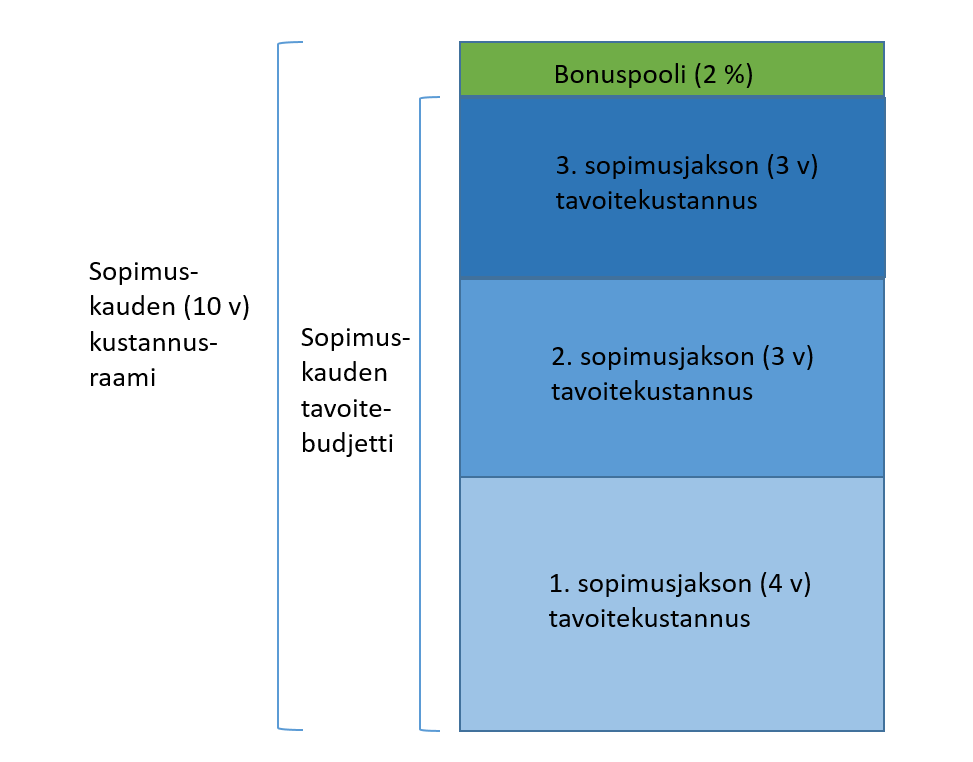 Bonuspooli (2 %)
3. sopimusjakson (3 v)
tavoitekustannus
Sopimus-
kauden (10 v)
kustannus-
raami
Sopimus-
kauden
tavoite-
budjetti
2. sopimusjakson (3 v)
tavoitekustannus
1. sopimusjakson (4 v)
tavoitekustannus